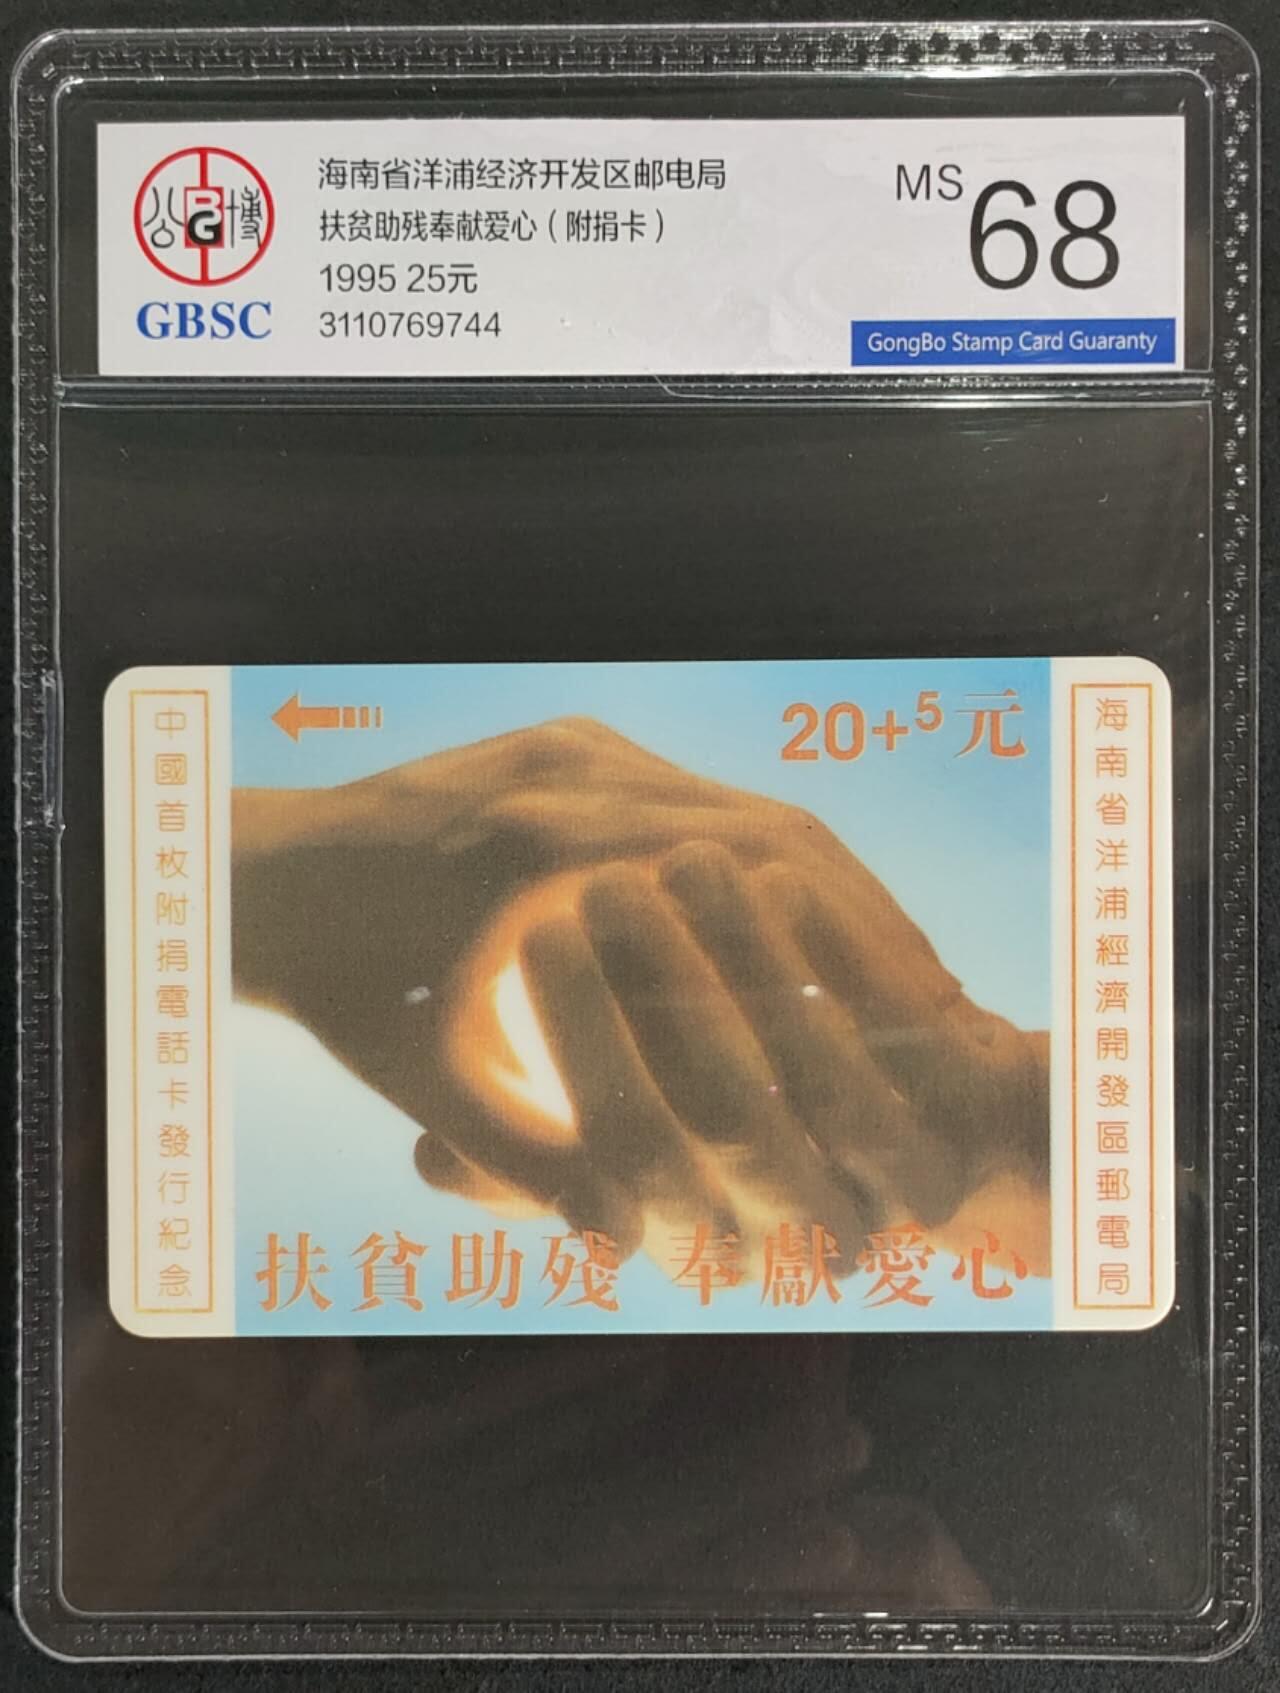 公 BG 博
GBSC
海南省洋浦经济开发区邮电局
扶贫助残奉献爱心（附捐卡）
1995 25元
3110769744
MS 68
GongBo Stamp Card Guaranty
中國首枚附捐電話卡發行紀念
20+5元
扶貧助殘 奉獻愛心
海南省洋浦經濟開發區郵電局